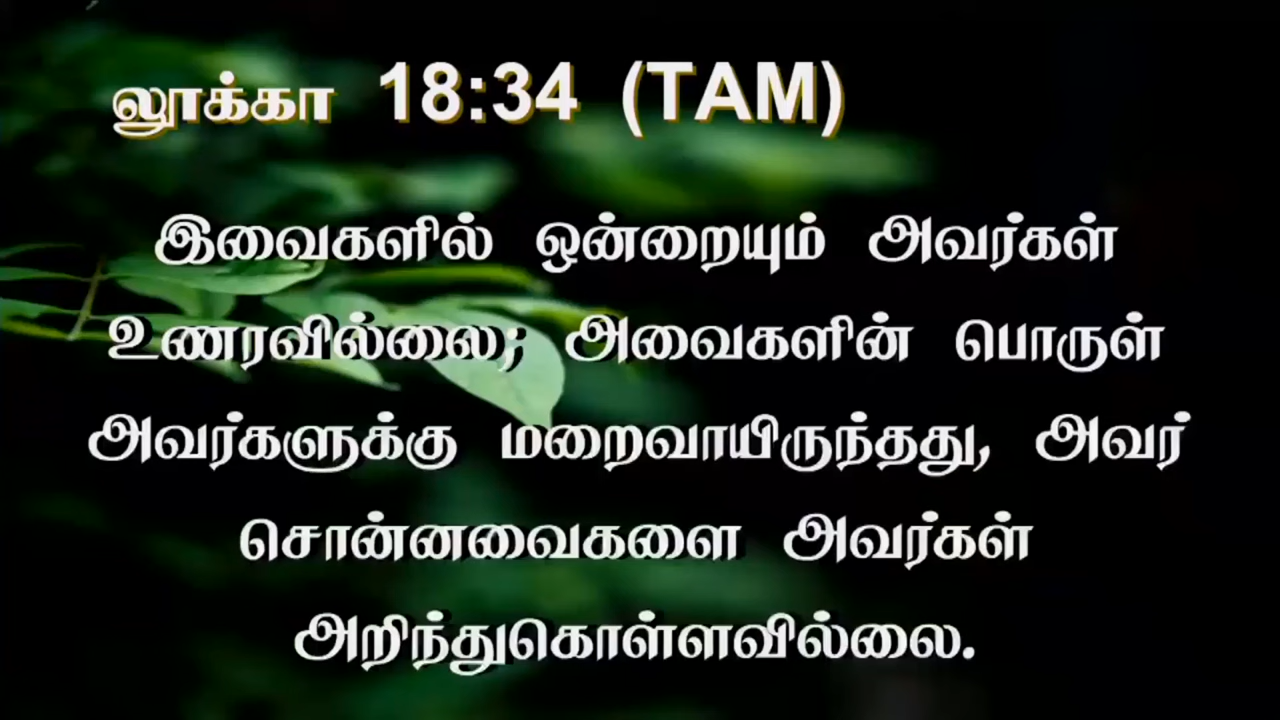 லூக்கா 18:34 (TAM)
இவைகளில் ஒன்றையும் அவர்கள்
உணரவில்லை; அவைகளின் பொருள்
அவர்களுக்கு மறைவாயிருந்தது, அவர்
சொன்னவைகளை அவர்கள்
அறிந்துகொள்ளவில்லை.